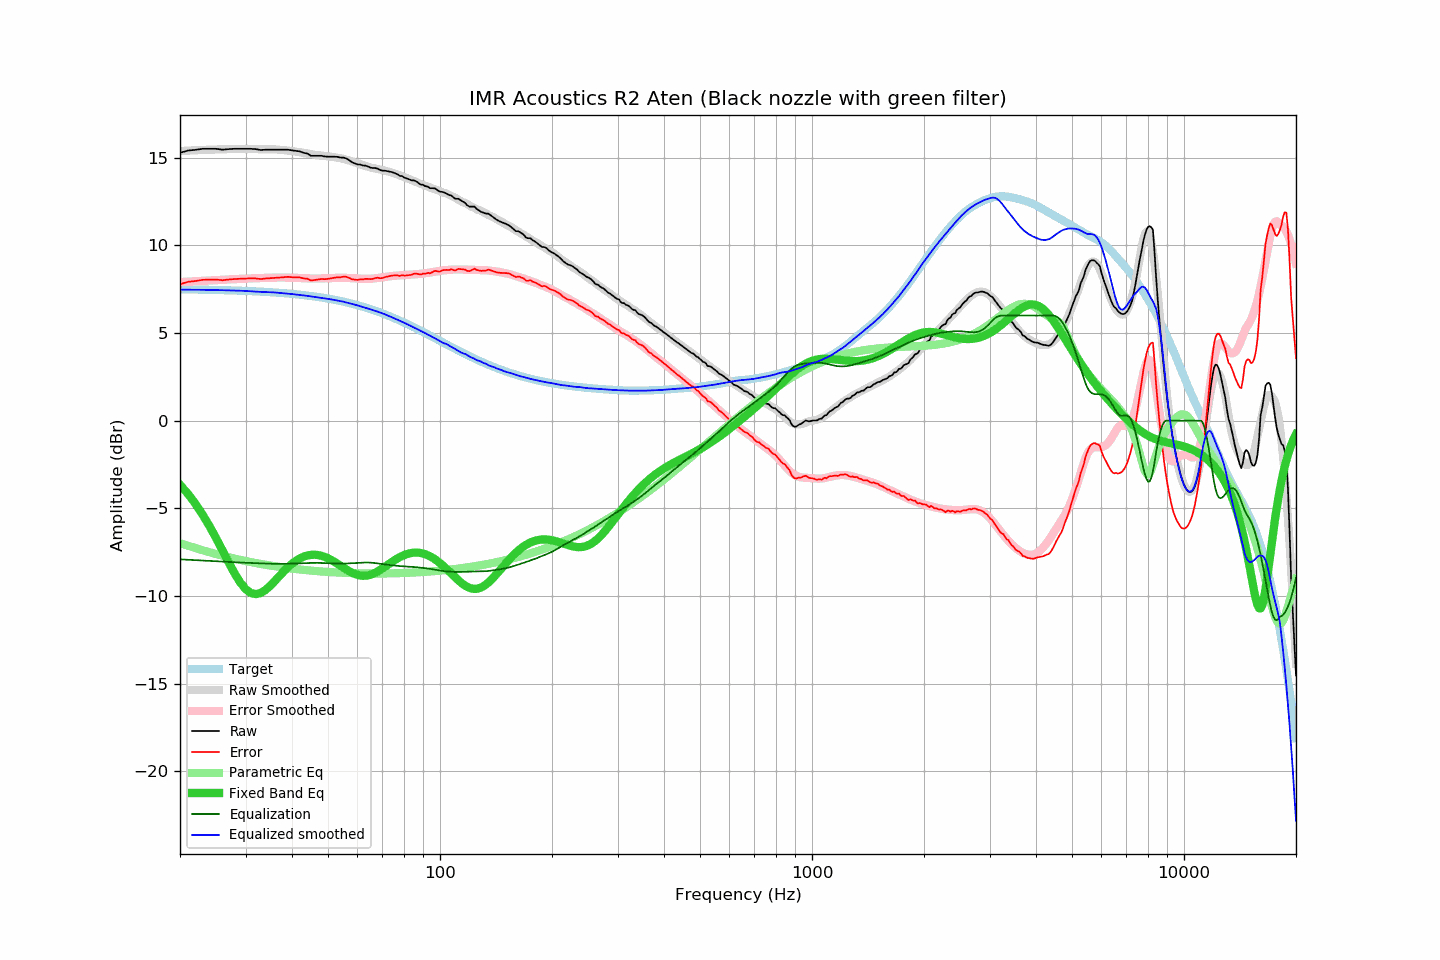 IMR Acoustics R2 Aten (Black nozzle with green filter)
15
10
5
0
−5
−10
−15
−20
Amplitude (dBr)
Target
Raw Smoothed
Error Smoothed
Raw
Error
Parametric Eq
Fixed Band Eq
Equalization
Equalized smoothed
100
1000
10000
Frequency (Hz)